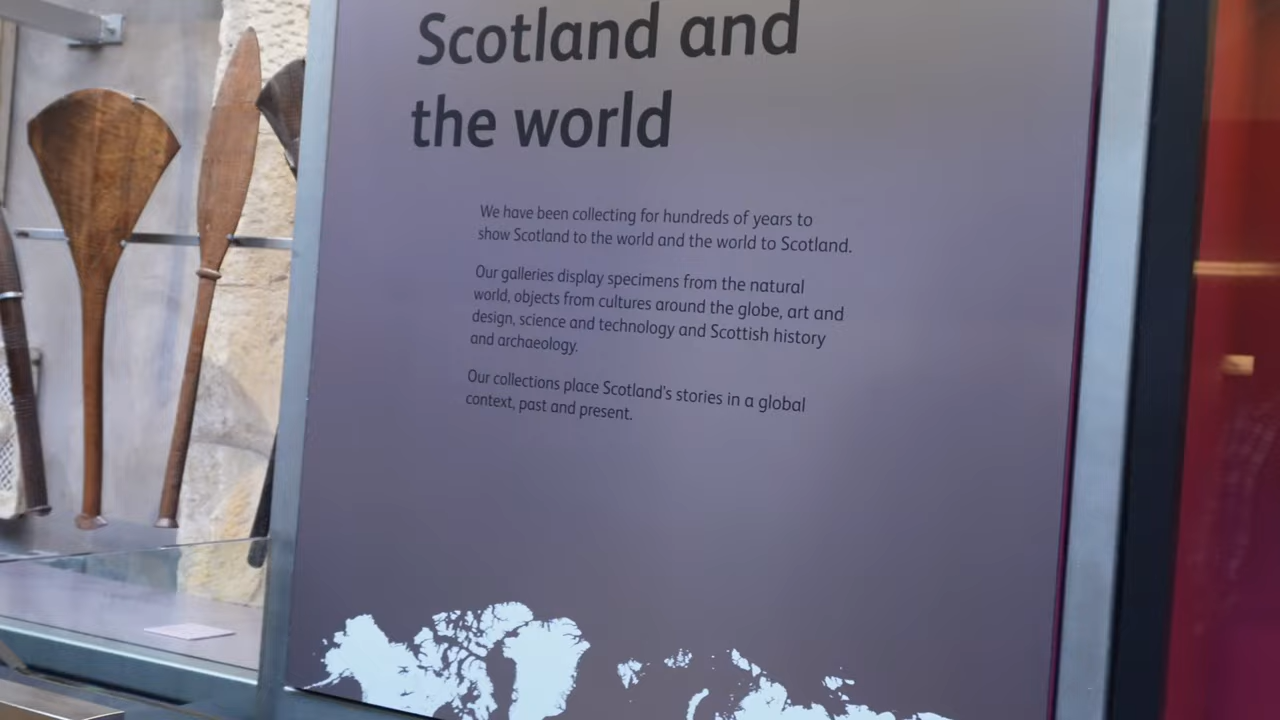 Scotland and
the world
We have been collecting for hundreds of years to
show Scotland to the world and the world to Scotland.
Our galleries display specimens from the natural
world, objects from cultures around the globe, art and
design, science and technology and Scottish history
and archaeology.
Our collections place Scotland's stories in a global
context, past and present.